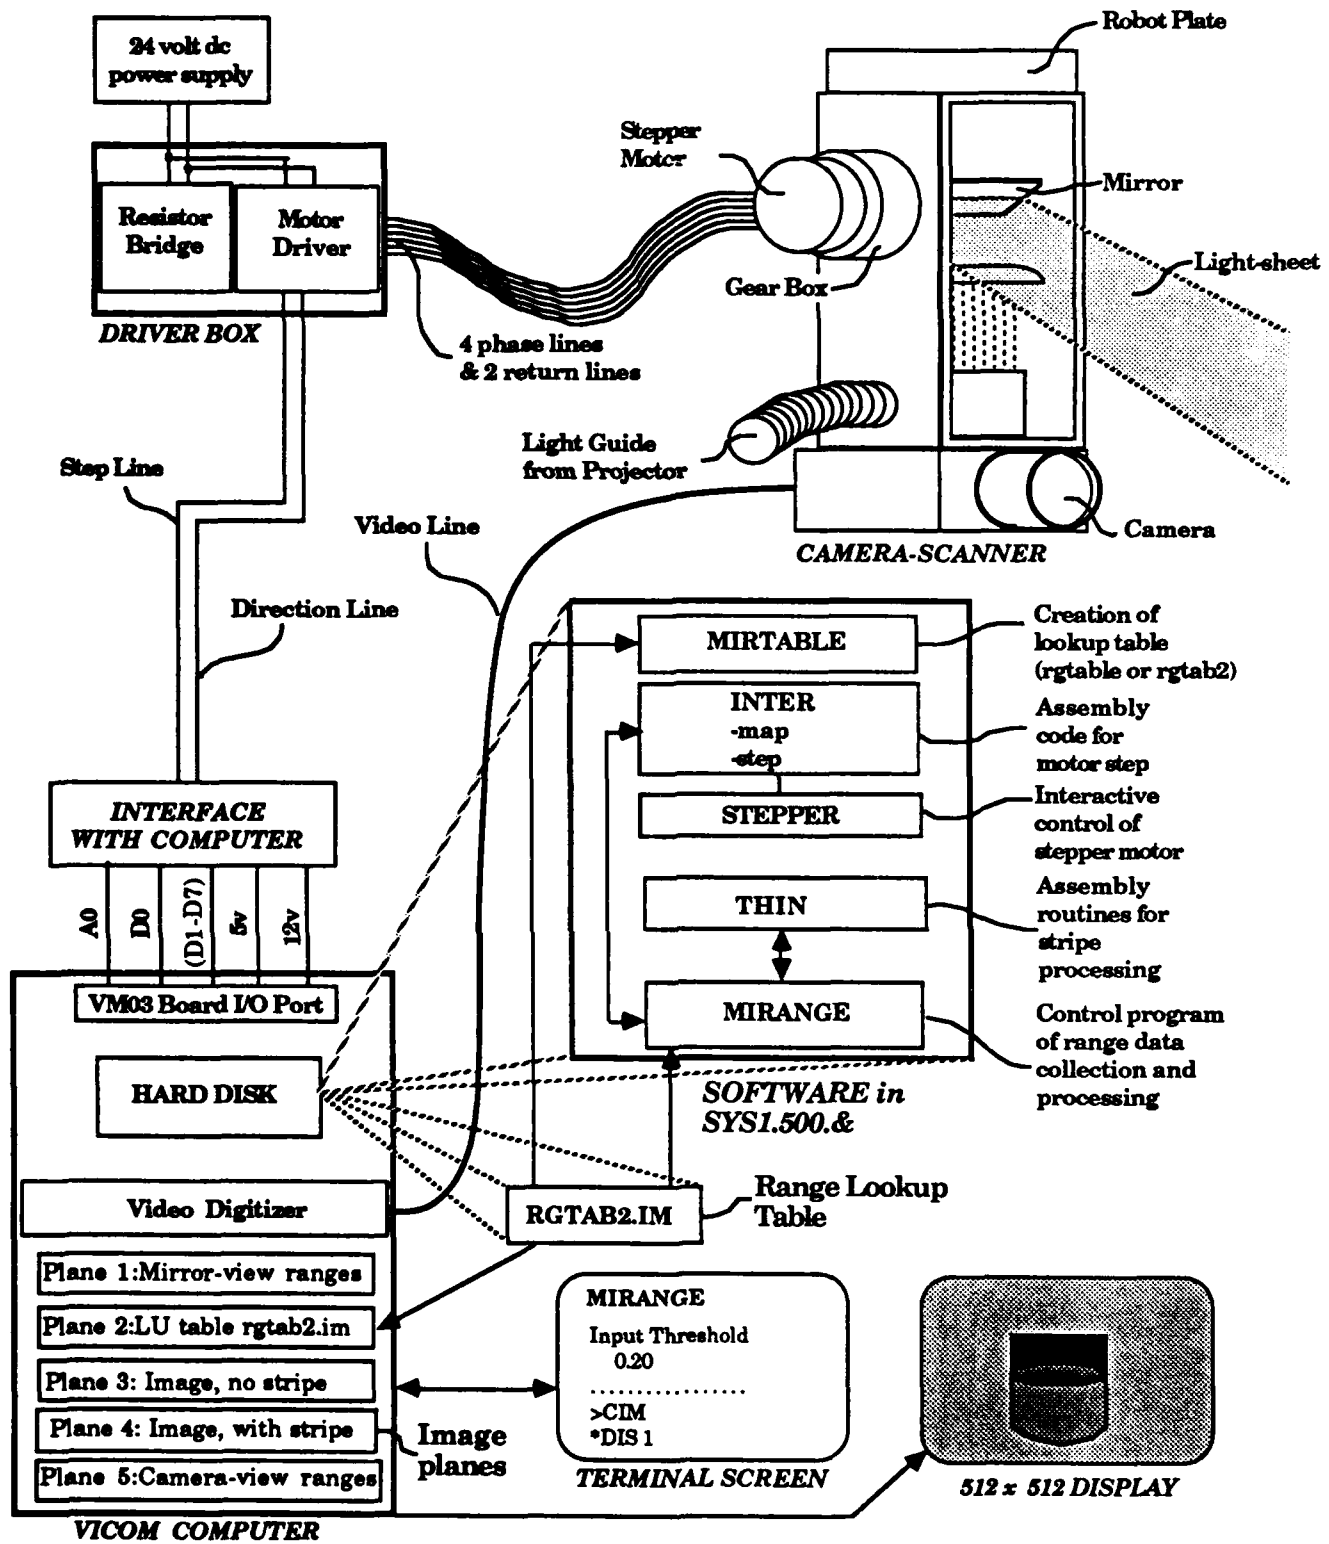 24 volt dc
power supply
Robot Plate
Stepper
Motor
Mirror
Resistor
Bridge
Motor
Driver
Light-sheet
Gear Box
DRIVER BOX
4 phase lines
& 2 return lines
Light Guide
from Projector
Step Line
Video Line
Camera
CAMERA-SCANNER
Direction Line
MIRTABLE
Creation of
lookup table
(rgtable or rgtab2)
INTER
-map
-step
Assembly
code for
motor step
STEPPER
Interactive
control of
stepper motor
INTERFACE
WITH COMPUTER
A0
D0
(D1-D7)
5v
12v
THIN
Assembly
routines for
stripe
processing
VM03 Board I/O Port
MIRANGE
Control program
of range data
collection and
processing
HARD DISK
SOFTWARE in
SYS1.500.&
Video Digitizer
RGTAB2.IM
Range Lookup
Table
Plane 1:Mirror-view ranges
Plane 2:LU table rgtab2.im
Plane 3: Image, no stripe
Plane 4: Image, with stripe
Plane 5:Camera-view ranges
Image
planes
VICOM COMPUTER
MIRANGE
Input Threshold
0.20
................
>CIM
*DIS 1
TERMINAL SCREEN
512 x 512 DISPLAY